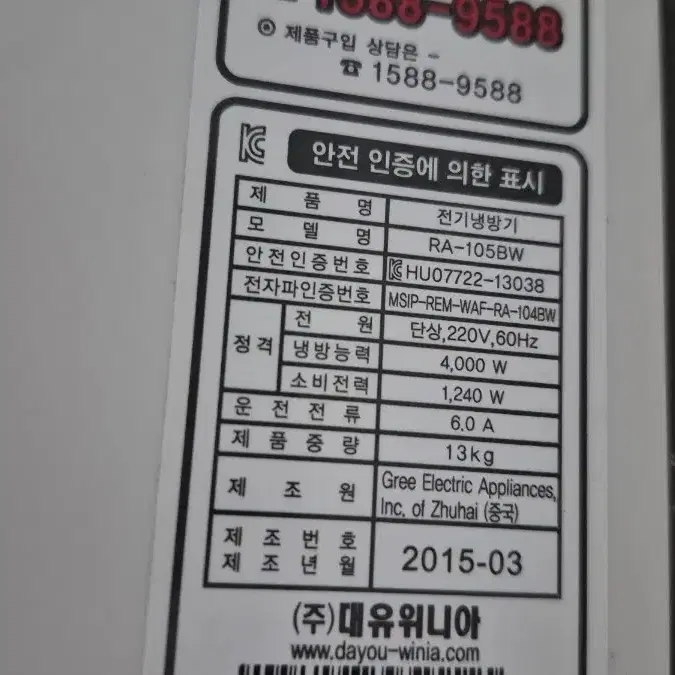 1588-9588
◎ 제품구입 상담은 -
☎ 1588-9588
안전 인증에 의한 표시
제 품 명 전기냉방기
모 델 명 RA-105BW
안전인증번호 HU07722-13038
전자파인증번호 MSIP-REM-WAF-RA-104BW
정격 전 원 단상,220V,60Hz
냉방능력 4,000 W
소비전력 1,240 W
운 전 전 류 6.0 A
제 품 중 량 13kg
제 조 원 Gree Electric Appliances,
Inc. of Zhuhai (중국)
제 조 번 호
제 조 년 월 2015-03
(주)대유위니아
www.dayou-winia.com